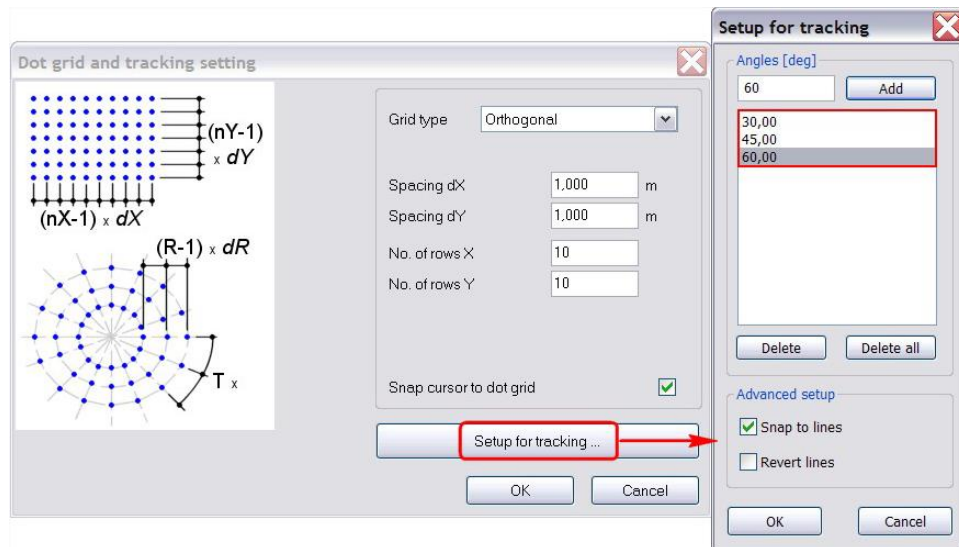 Dot grid and tracking setting
(nY-1)
x dY
(nX-1) x dX
(R-1) x dR
T x
Grid type Orthogonal
Spacing dX 1,000 m
Spacing dY 1,000 m
No. of rows X 10
No. of rows Y 10
Snap cursor to dot grid
Setup for tracking ...
OK Cancel
Setup for tracking
Angles [deg]
60 Add
30,00
45,00
60,00
Delete Delete all
Advanced setup
Snap to lines
Revert lines
OK Cancel